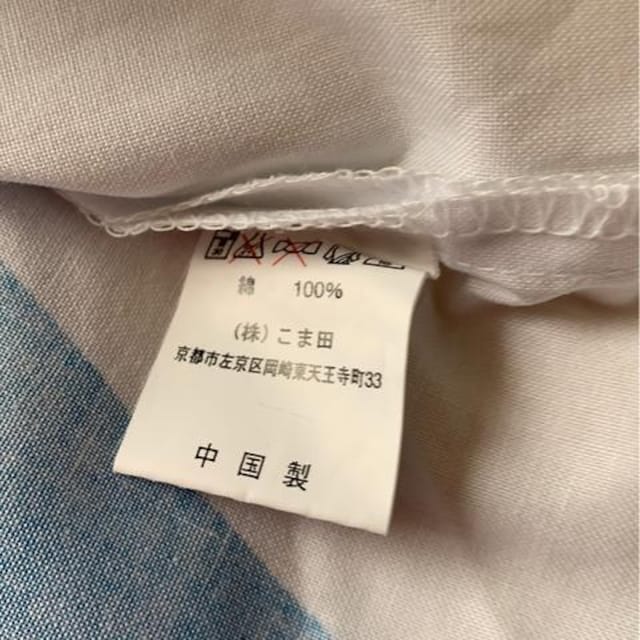 綿 100%
(株)こま田
京都市左京区岡崎東天王寺町33
中国製